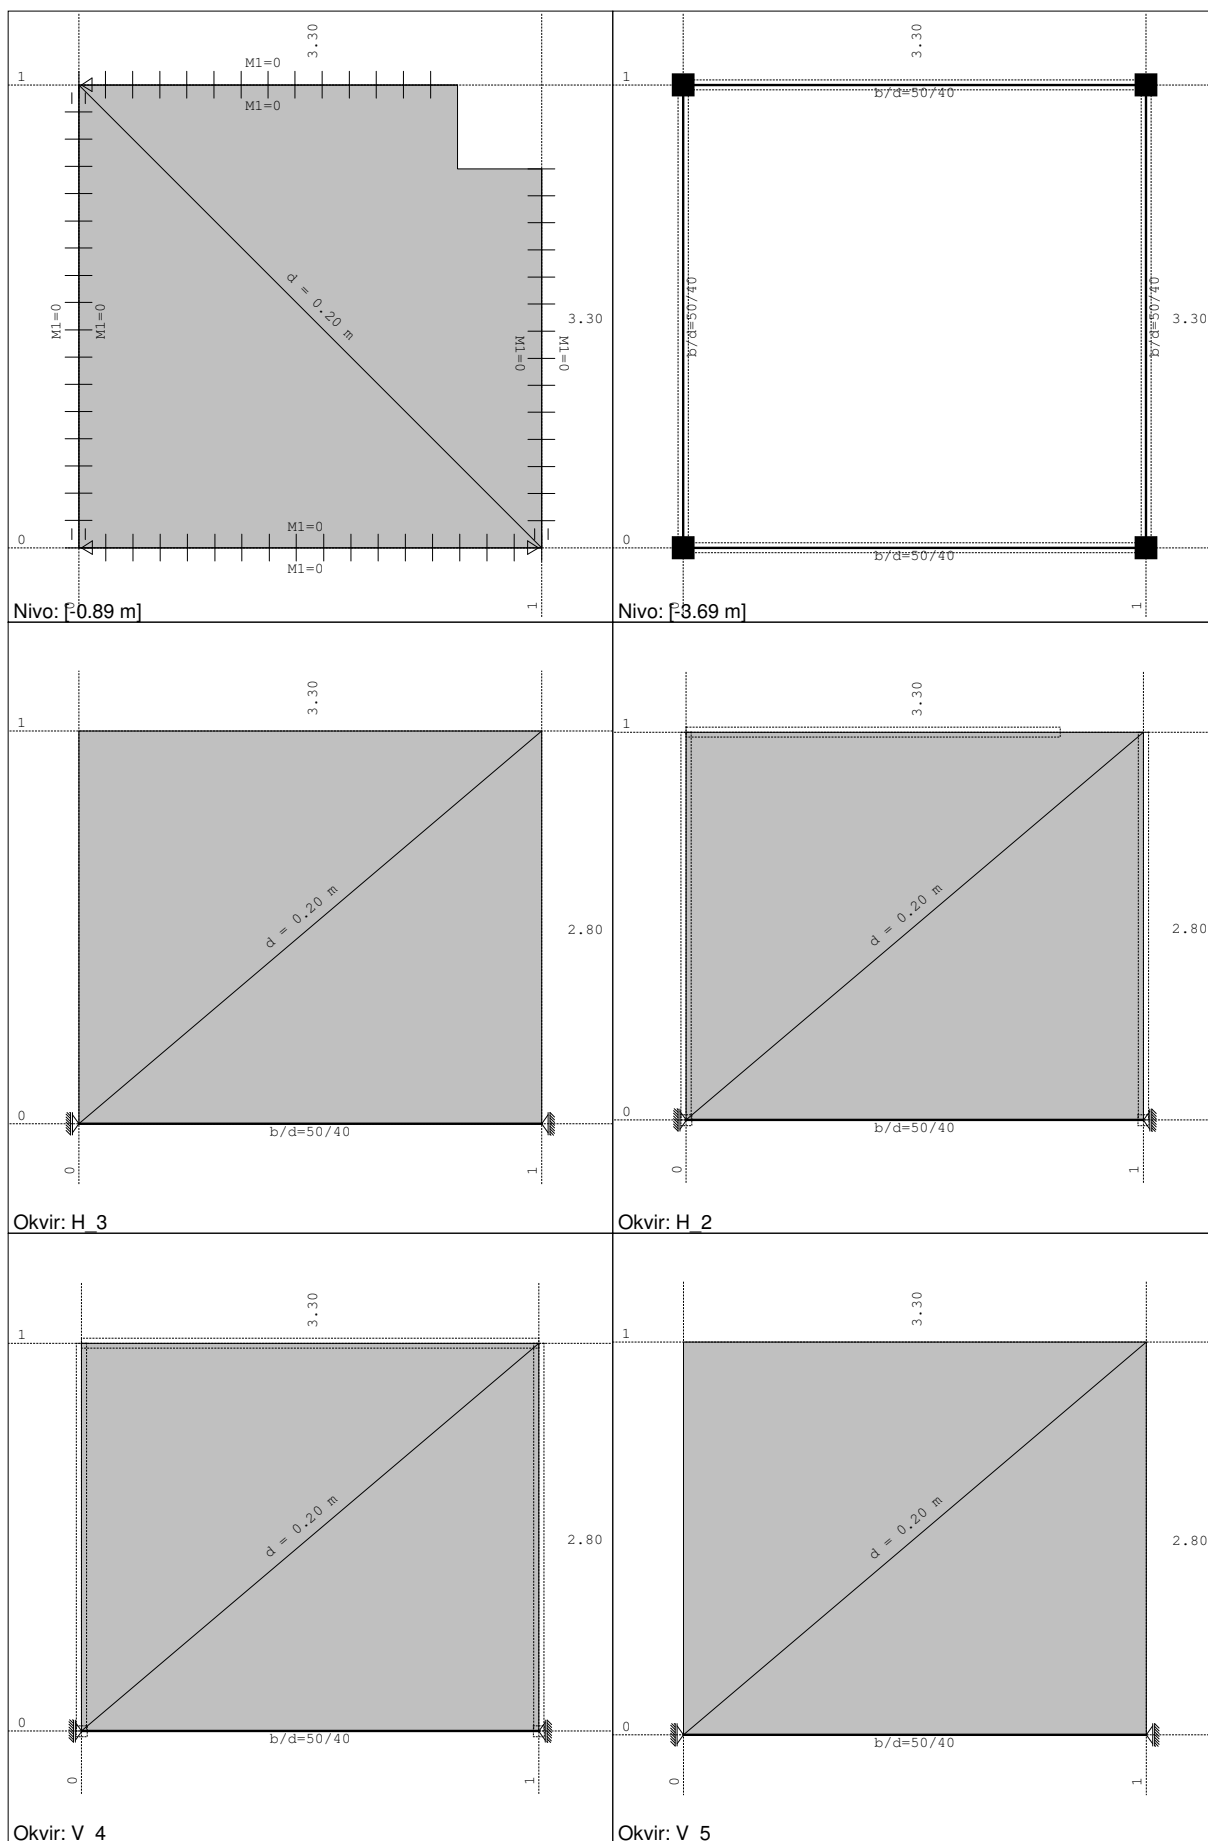 3.30
M1=0
1
M1=0
d = 0.20 m
M1=0
M1=0
3.30
M1=0
M1=0
0
M1=0
M1=0
0
1
Nivo: [-0.89 m]
3.30
1
b/d=50/40
b/d=50/40
b/d=50/40
3.30
0
b/d=50/40
0
1
Nivo: [-3.69 m]
3.30
1
d = 0.20 m
2.80
0
b/d=50/40
0
1
Okvir: H_3
3.30
1
d = 0.20 m
2.80
0
b/d=50/40
0
1
Okvir: H_2
3.30
1
d = 0.20 m
2.80
0
b/d=50/40
0
1
Okvir: V_4
3.30
1
d = 0.20 m
2.80
0
b/d=50/40
0
1
Okvir: V_5